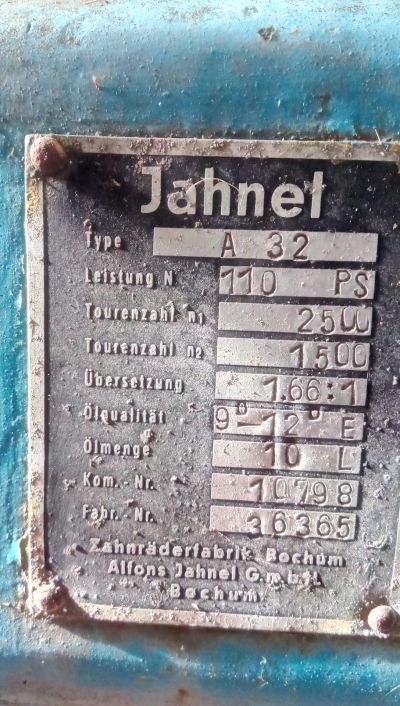 Jahnel
Type A 32
Leistung N 110 PS
Tourenzahl n1 2500
Tourenzahl n2 1500
Übersetzung 1.66:1
Ölqualität 9°-12° E
Ölmenge 10 L
Kom. Nr. 10798
Fabr. Nr. 36365
Zahnräderfabrik Bochum
Alfons Jahnel G.m.b.H.
Bochum